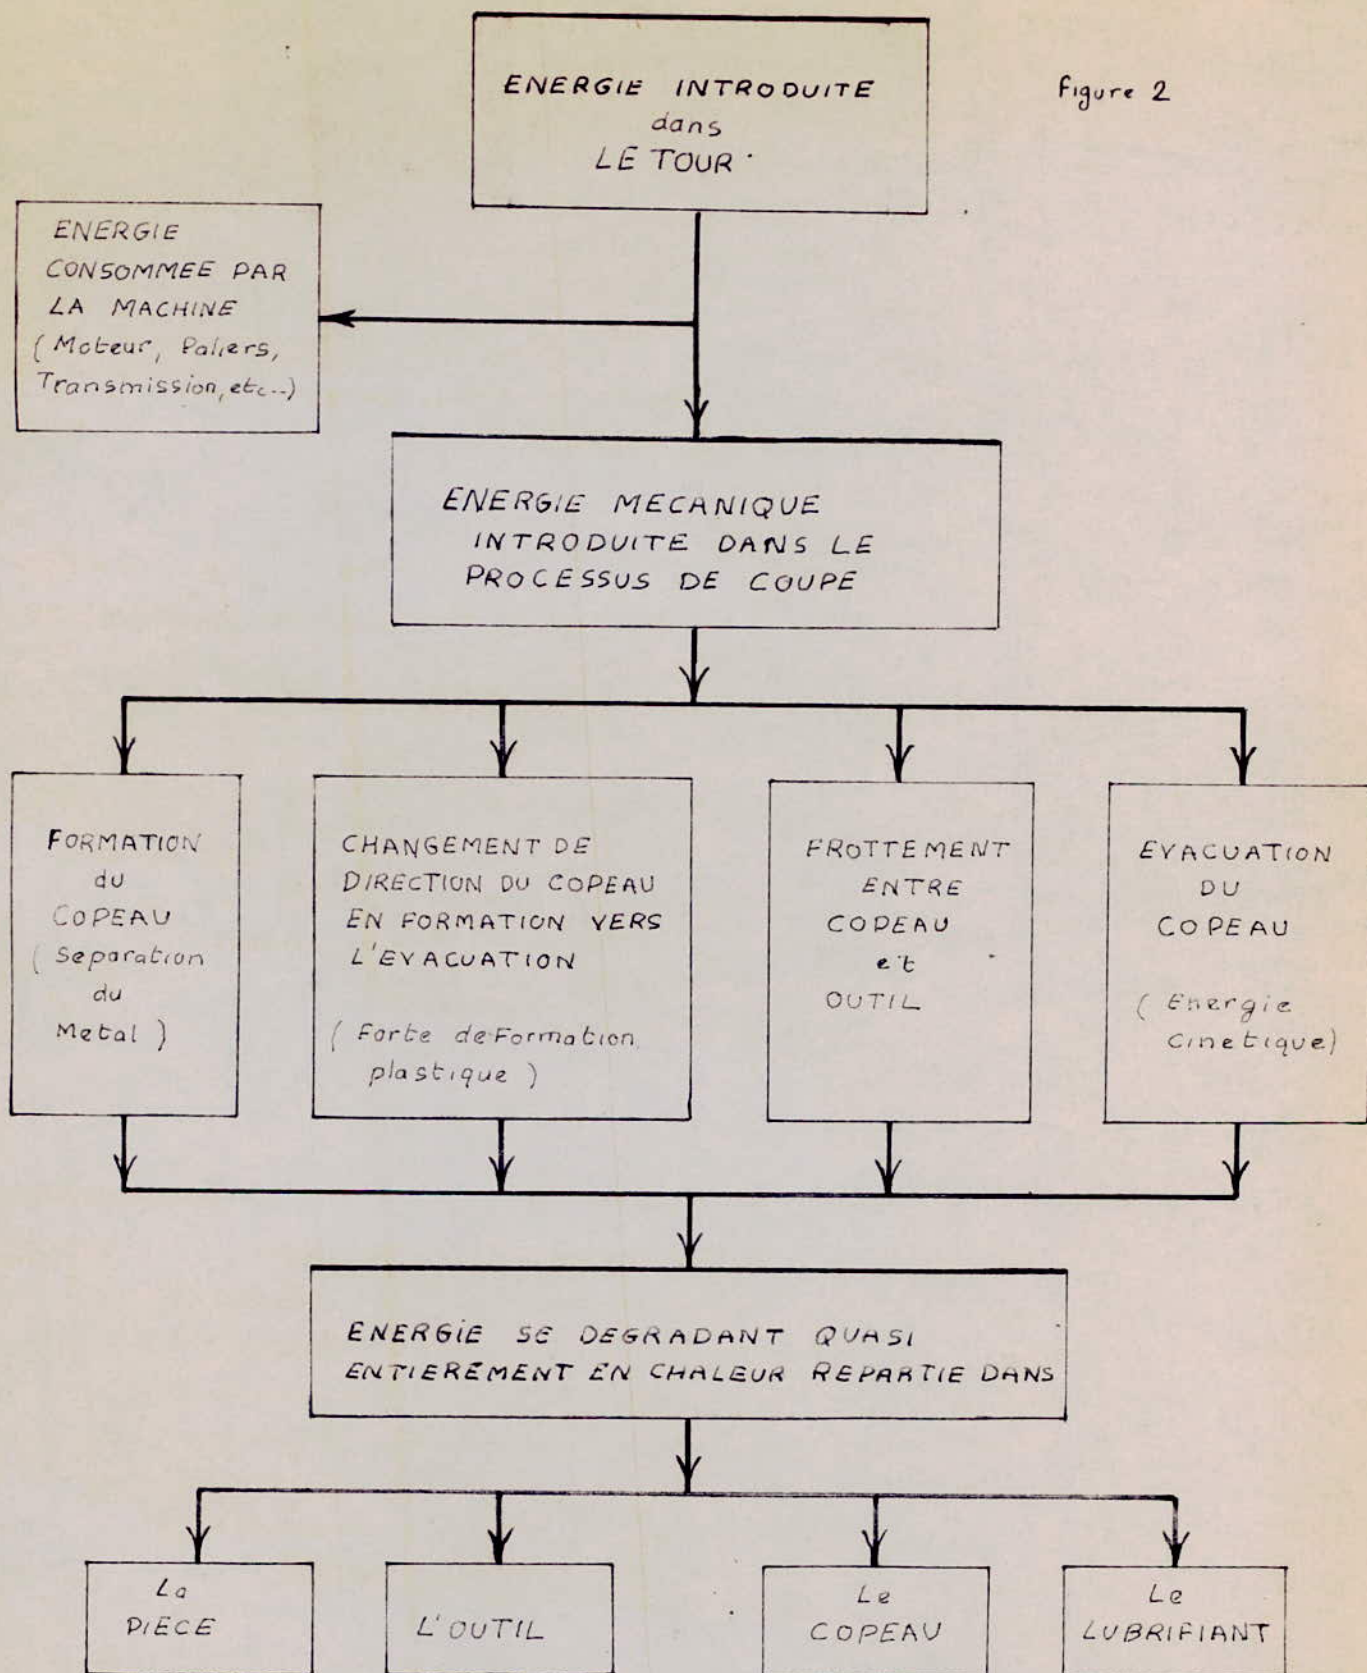 ENERGIE INTRODUITE
dans
LE TOUR
Figure 2
ENERGIE
CONSOMMEE PAR
LA MACHINE
(Moteur, Paliers,
Transmission, etc...)
ENERGIE MECANIQUE
INTRODUITE DANS LE
PROCESSUS DE COUPE
FORMATION
du
COPEAU
(Separation
du
Metal)
CHANGEMENT DE
DIRECTION DU COPEAU
EN FORMATION VERS
L'EVACUATION
(Forte deFormation
plastique)
FROTTEMENT
ENTRE
COPEAU
et
OUTIL
EVACUATION
DU
COPEAU
(Energie
Cinetique)
ENERGIE SE DEGRADANT QUASI
ENTIEREMENT EN CHALEUR REPARTIE DANS
La
PIECE
L'OUTIL
Le
COPEAU
Le
LUBRIFIANT